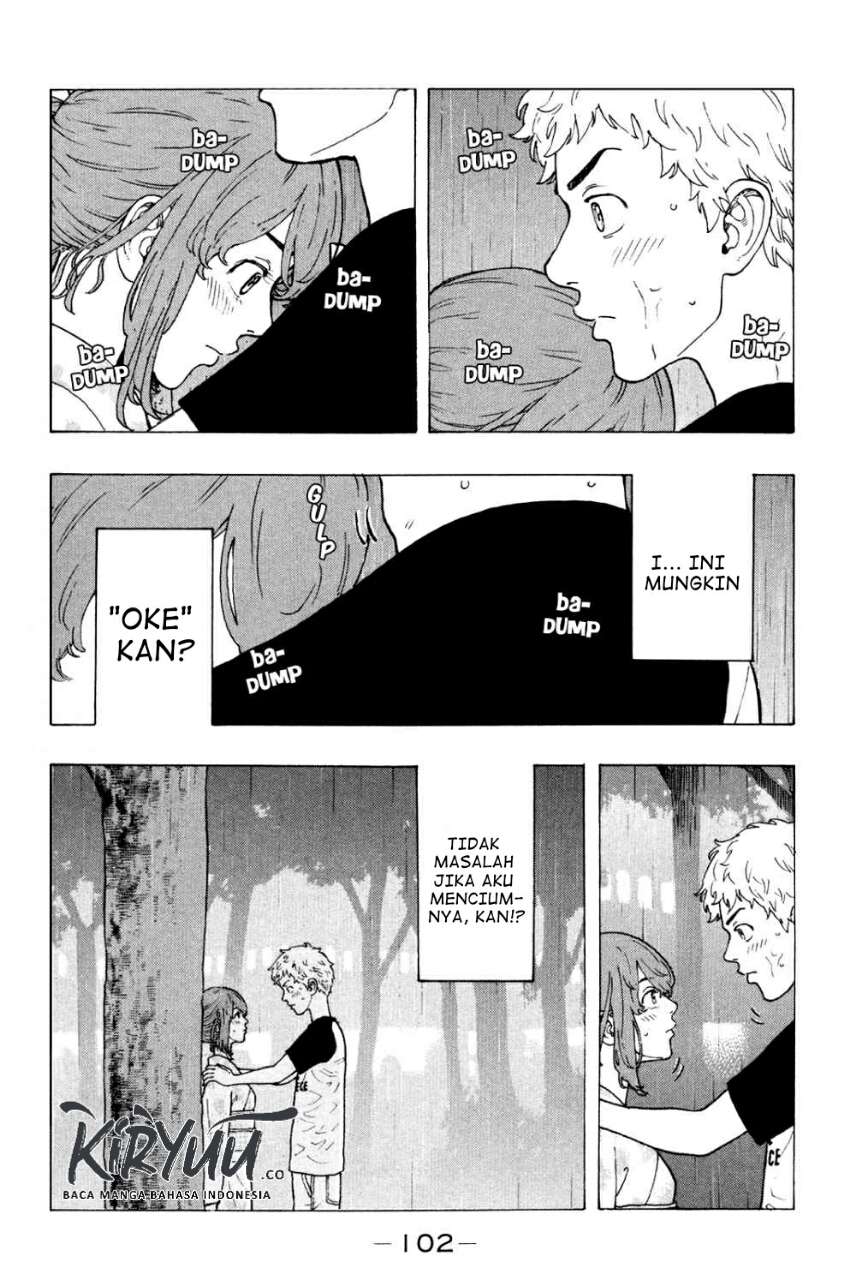 ba-
DUMP
ba-
DUMP
ba-
DUMP
ba-
DUMP
ba-
DUMP
ba-
DUMP
I... INI
MUNGKIN
GULP
ba-
DUMP
ba-
DUMP
"OKE"
KAN?
TIDAK
MASALAH
JIKA AKU
MENCIUM-
NYA, KAN!?
KIRYUU.CO
BACA MANGA BAHASA INDONESIA
-102-